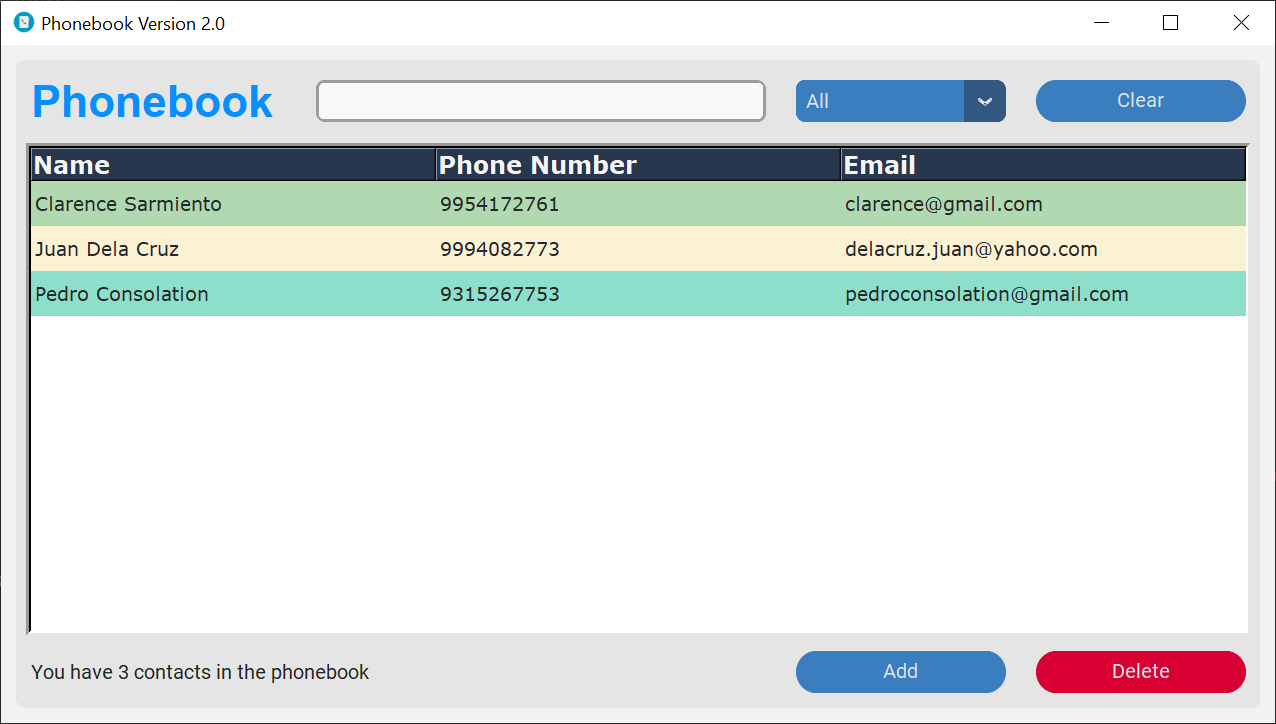 Phonebook Version 2.0
Phonebook All Clear
Name Phone Number Email
Clarence Sarmiento 9954172761 clarence@gmail.com
Juan Dela Cruz 9994082773 delacruz.juan@yahoo.com
Pedro Consolation 9315267753 pedroconsolation@gmail.com
You have 3 contacts in the phonebook Add Delete